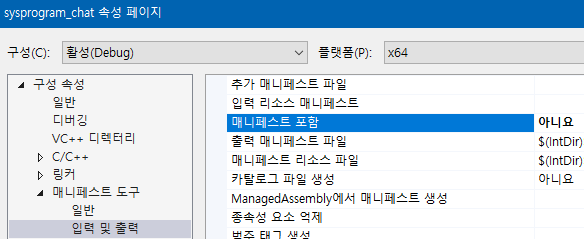 sysprogram_chat 속성 페이지
구성(C): 활성(Debug) 플랫폼(P): x64
구성 속성
일반
디버깅
VC++ 디렉터리
C/C++
링커
매니페스트 도구
일반
입력 및 출력
추가 매니페스트 파일
입력 리소스 매니페스트
매니페스트 포함 아니요
출력 매니페스트 파일 $(IntDir)
매니페스트 리소스 파일 $(IntDir)
카탈로그 파일 생성 아니요
ManagedAssembly에서 매니페스트 생성
종속성 요소 억제
범주 태그 생성